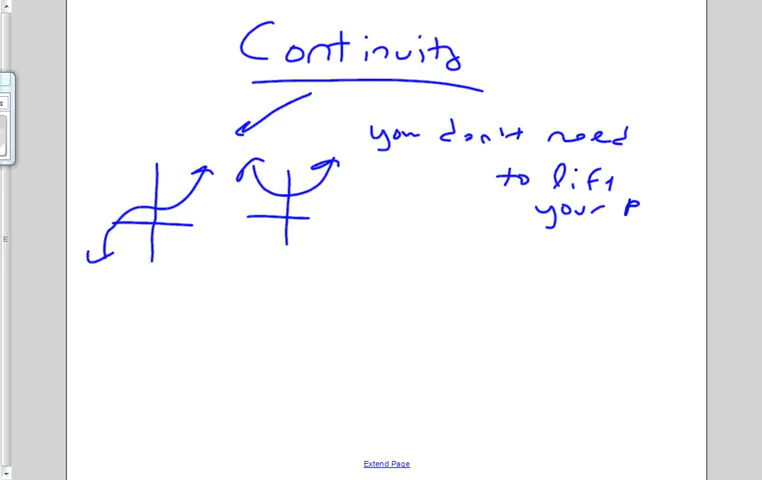 Continuity
you don't need
to lift
your p
Extend Page